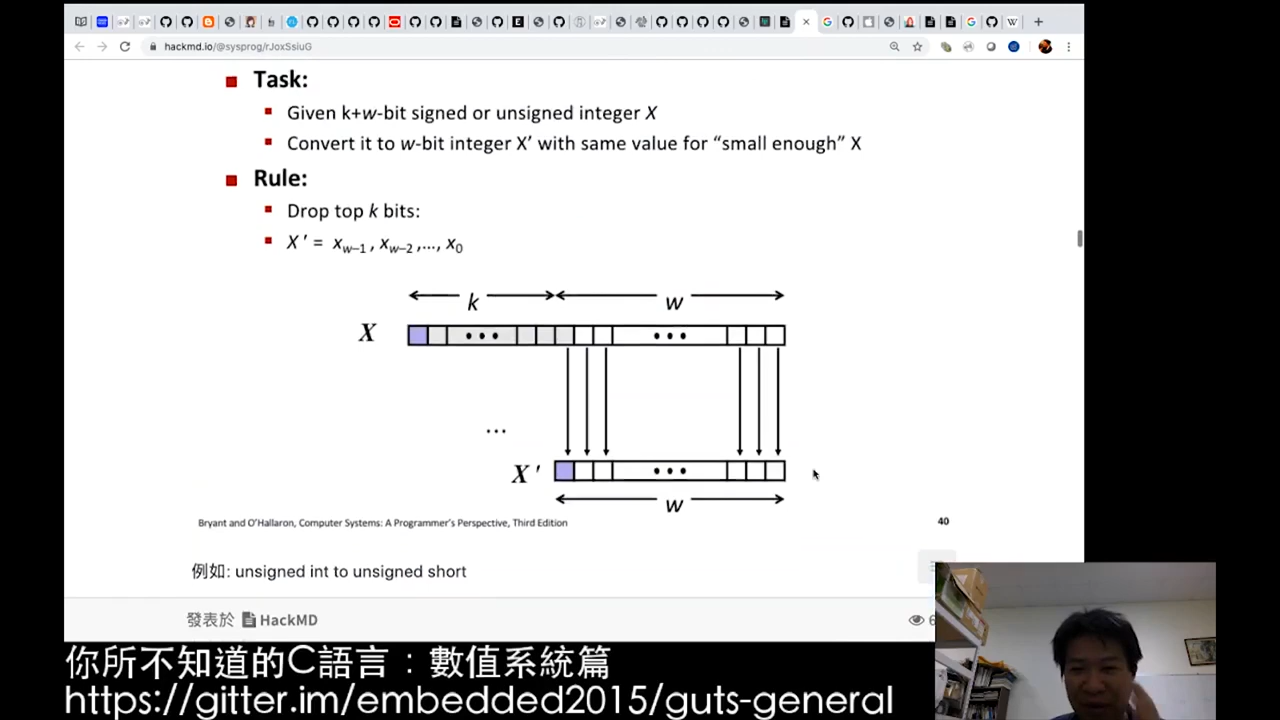 hackmd.io/@sysprog/rJoxSsiuG
Task:
Given k+w-bit signed or unsigned integer X
Convert it to w-bit integer X′ with same value for “small enough” X
Rule:
Drop top k bits:
X′ = xw–1, xw–2,…, x0
k
w
X
•••
•••
…
X′
•••
w
Bryant and O’Hallaron, Computer Systems: A Programmer’s Perspective, Third Edition
40
例如: unsigned int to unsigned short
發表於 HackMD
你所不知道的C語言：數值系統篇
https://gitter.im/embedded2015/guts-general